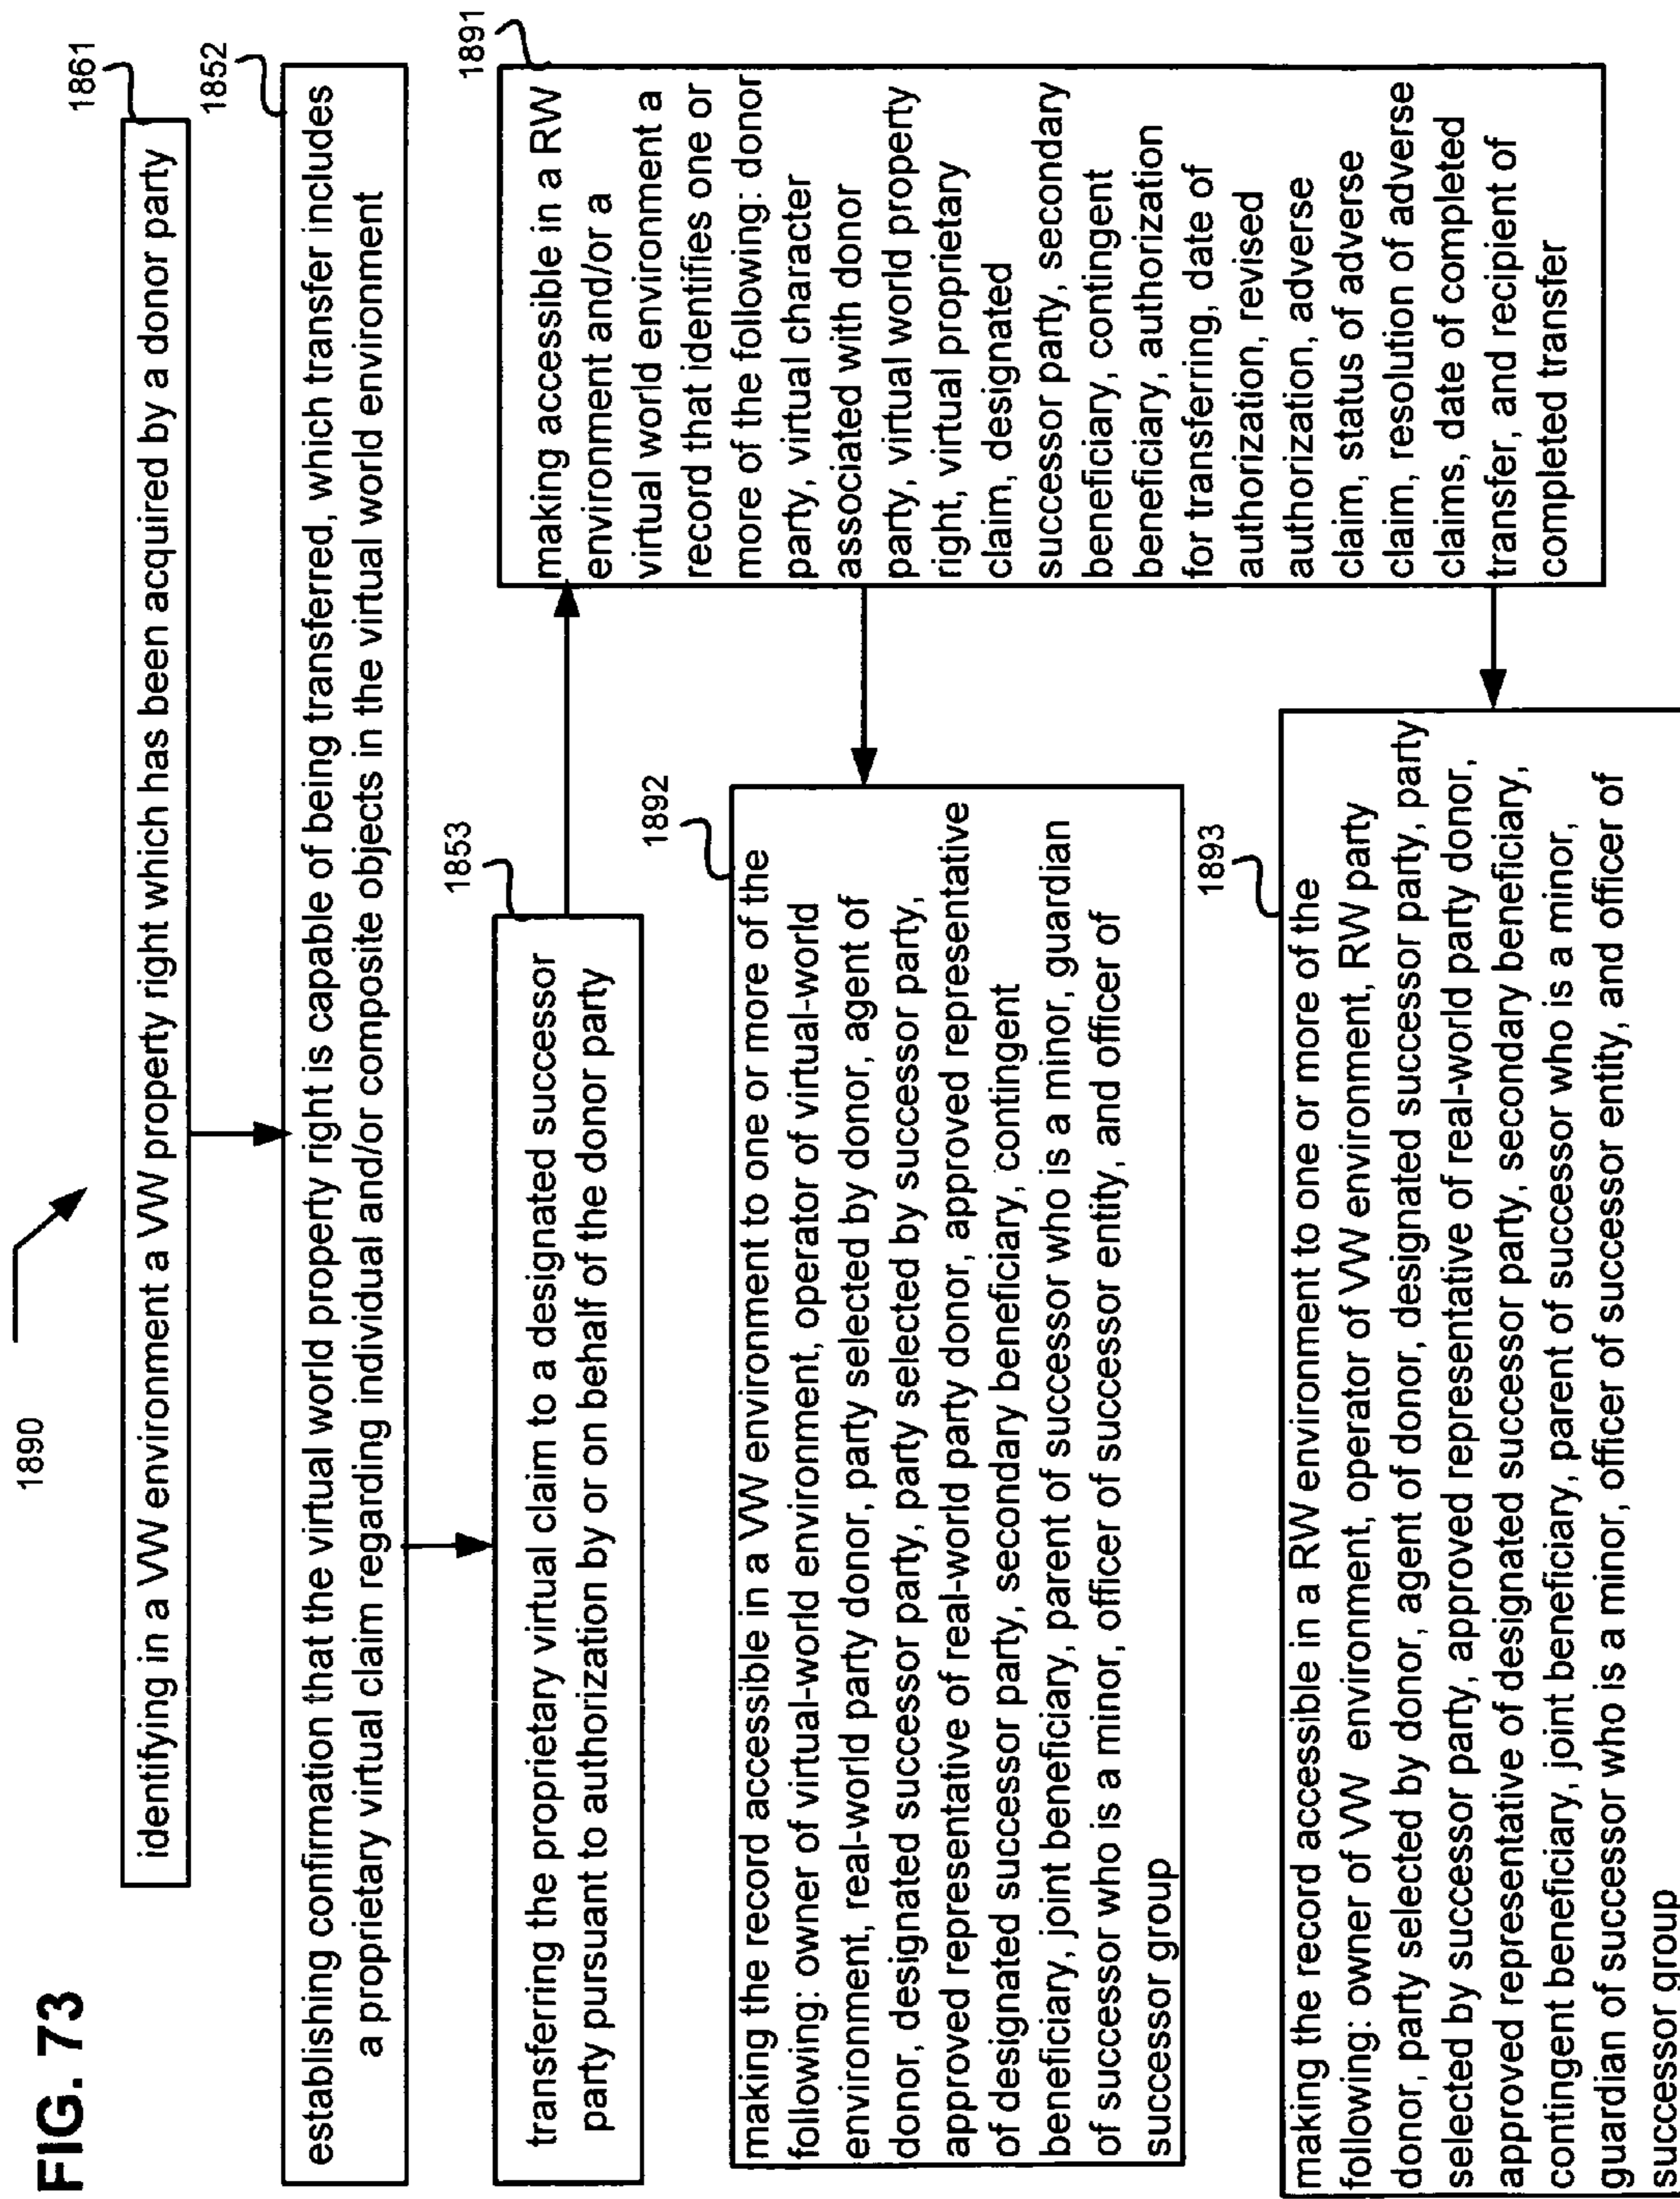 FIG. 73
1890
1861
identifying in a VW environment a VW property right which has been acquired by a donor party
1852
establishing confirmation that the virtual world property right is capable of being transferred, which transfer includes
a proprietary virtual claim regarding individual and/or composite objects in the virtual world environment
1853
transferring the proprietary virtual claim to a designated successor
party pursuant to authorization by or on behalf of the donor party
1891
making accessible in a RW
environment and/or a
virtual world environment a
record that identifies one or
more of the following: donor
party, virtual character
associated with donor
party, virtual world property
right, virtual proprietary
claim, designated
successor party, secondary
beneficiary, contingent
beneficiary, authorization
for transferring, date of
authorization, revised
authorization, adverse
claim, status of adverse
claim, resolution of adverse
claims, date of completed
transfer, and recipient of
completed transfer
1892
making the record accessible in a VW environment to one or more of the
following: owner of virtual-world environment, operator of virtual-world
environment, real-world party donor, party selected by donor, agent of
donor, designated successor party, party selected by successor party,
approved representative of real-world party donor, approved representative
of designated successor party, secondary beneficiary, contingent
beneficiary, joint beneficiary, parent of successor who is a minor, guardian
of successor who is a minor, officer of successor entity, and officer of
successor group
1893
making the record accessible in a RW environment to one or more of the
following: owner of VW environment, operator of VW environment, RW party
donor, party selected by donor, agent of donor, designated successor party, party
selected by successor party, approved representative of real-world party donor,
approved representative of designated successor party, secondary beneficiary,
contingent beneficiary, joint beneficiary, parent of successor who is a minor,
guardian of successor who is a minor, officer of successor entity, and officer of
successor group